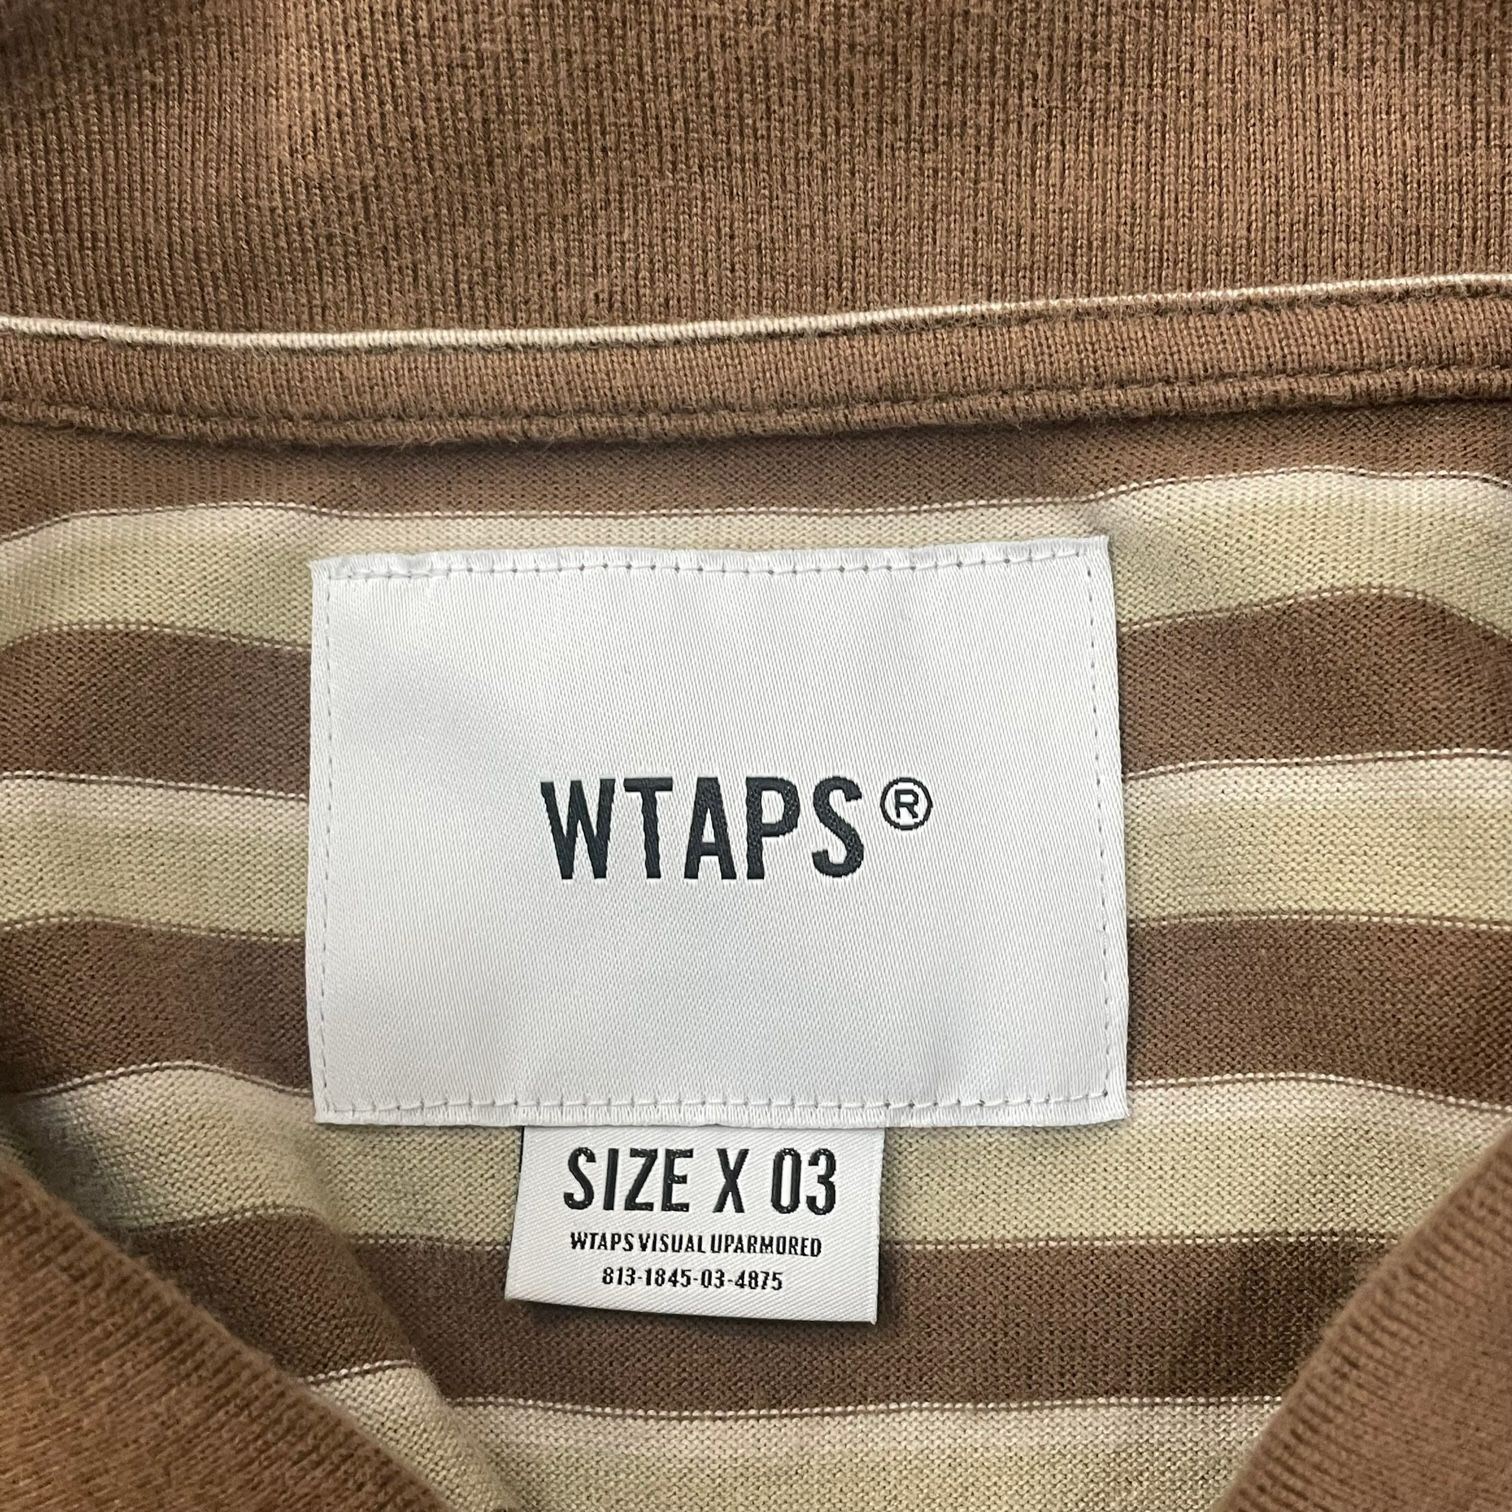 WTAPS®
SIZE X 03
WTAPS VISUAL UPARMORED
813-1845-03-4875